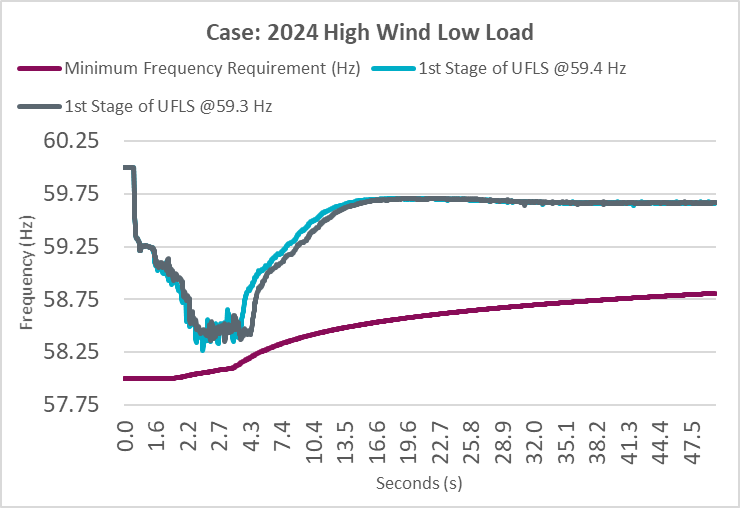 Case: 2024 High Wind Low Load
Minimum Frequency Requirement (Hz) 1st Stage of UFLS @59.4 Hz
1st Stage of UFLS @59.3 Hz
60.25
59.75
59.25
58.75
58.25
57.75
Frequency (Hz)
0.0 1.6 2.2 2.7 4.3 7.4 10.4 13.5 16.6 19.6 22.7 25.8 28.9 32.0 35.1 38.2 41.3 44.4 47.5
Seconds (s)